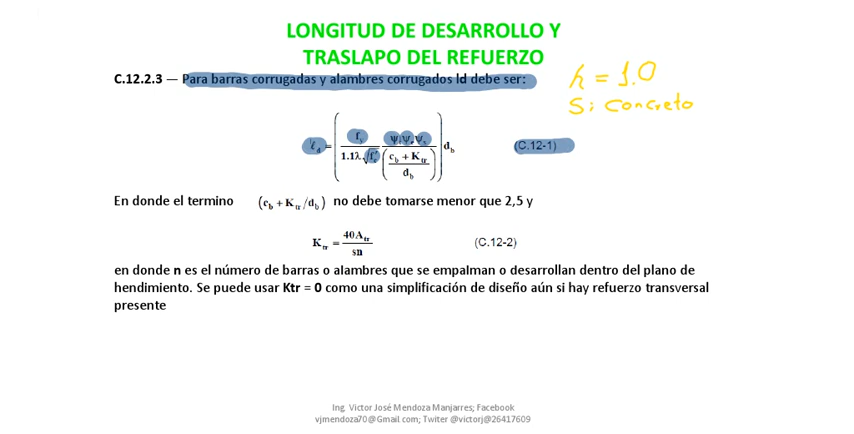 LONGITUD DE DESARROLLO Y
TRASLAPO DEL REFUERZO
C.12.2.3 — Para barras corrugadas y alambres corrugados ld debe ser:
h = 1.0
Si concreto
ℓd = ( fy / 1.1λ√f'c · ψtψeψs / ( (cb + Ktr) / db ) ) db (C.12-1)
En donde el termino (cb + Ktr /db) no debe tomarse menor que 2,5 y
Ktr = 40Atr / sn (C.12-2)
en donde n es el número de barras o alambres que se empalman o desarrollan dentro del plano de
hendimiento. Se puede usar Ktr = 0 como una simplificación de diseño aún si hay refuerzo transversal
presente
Ing. Victor José Mendoza Manjarres; Facebook
vjmendoza70@Gmail com; Twiter @victorj@26417609